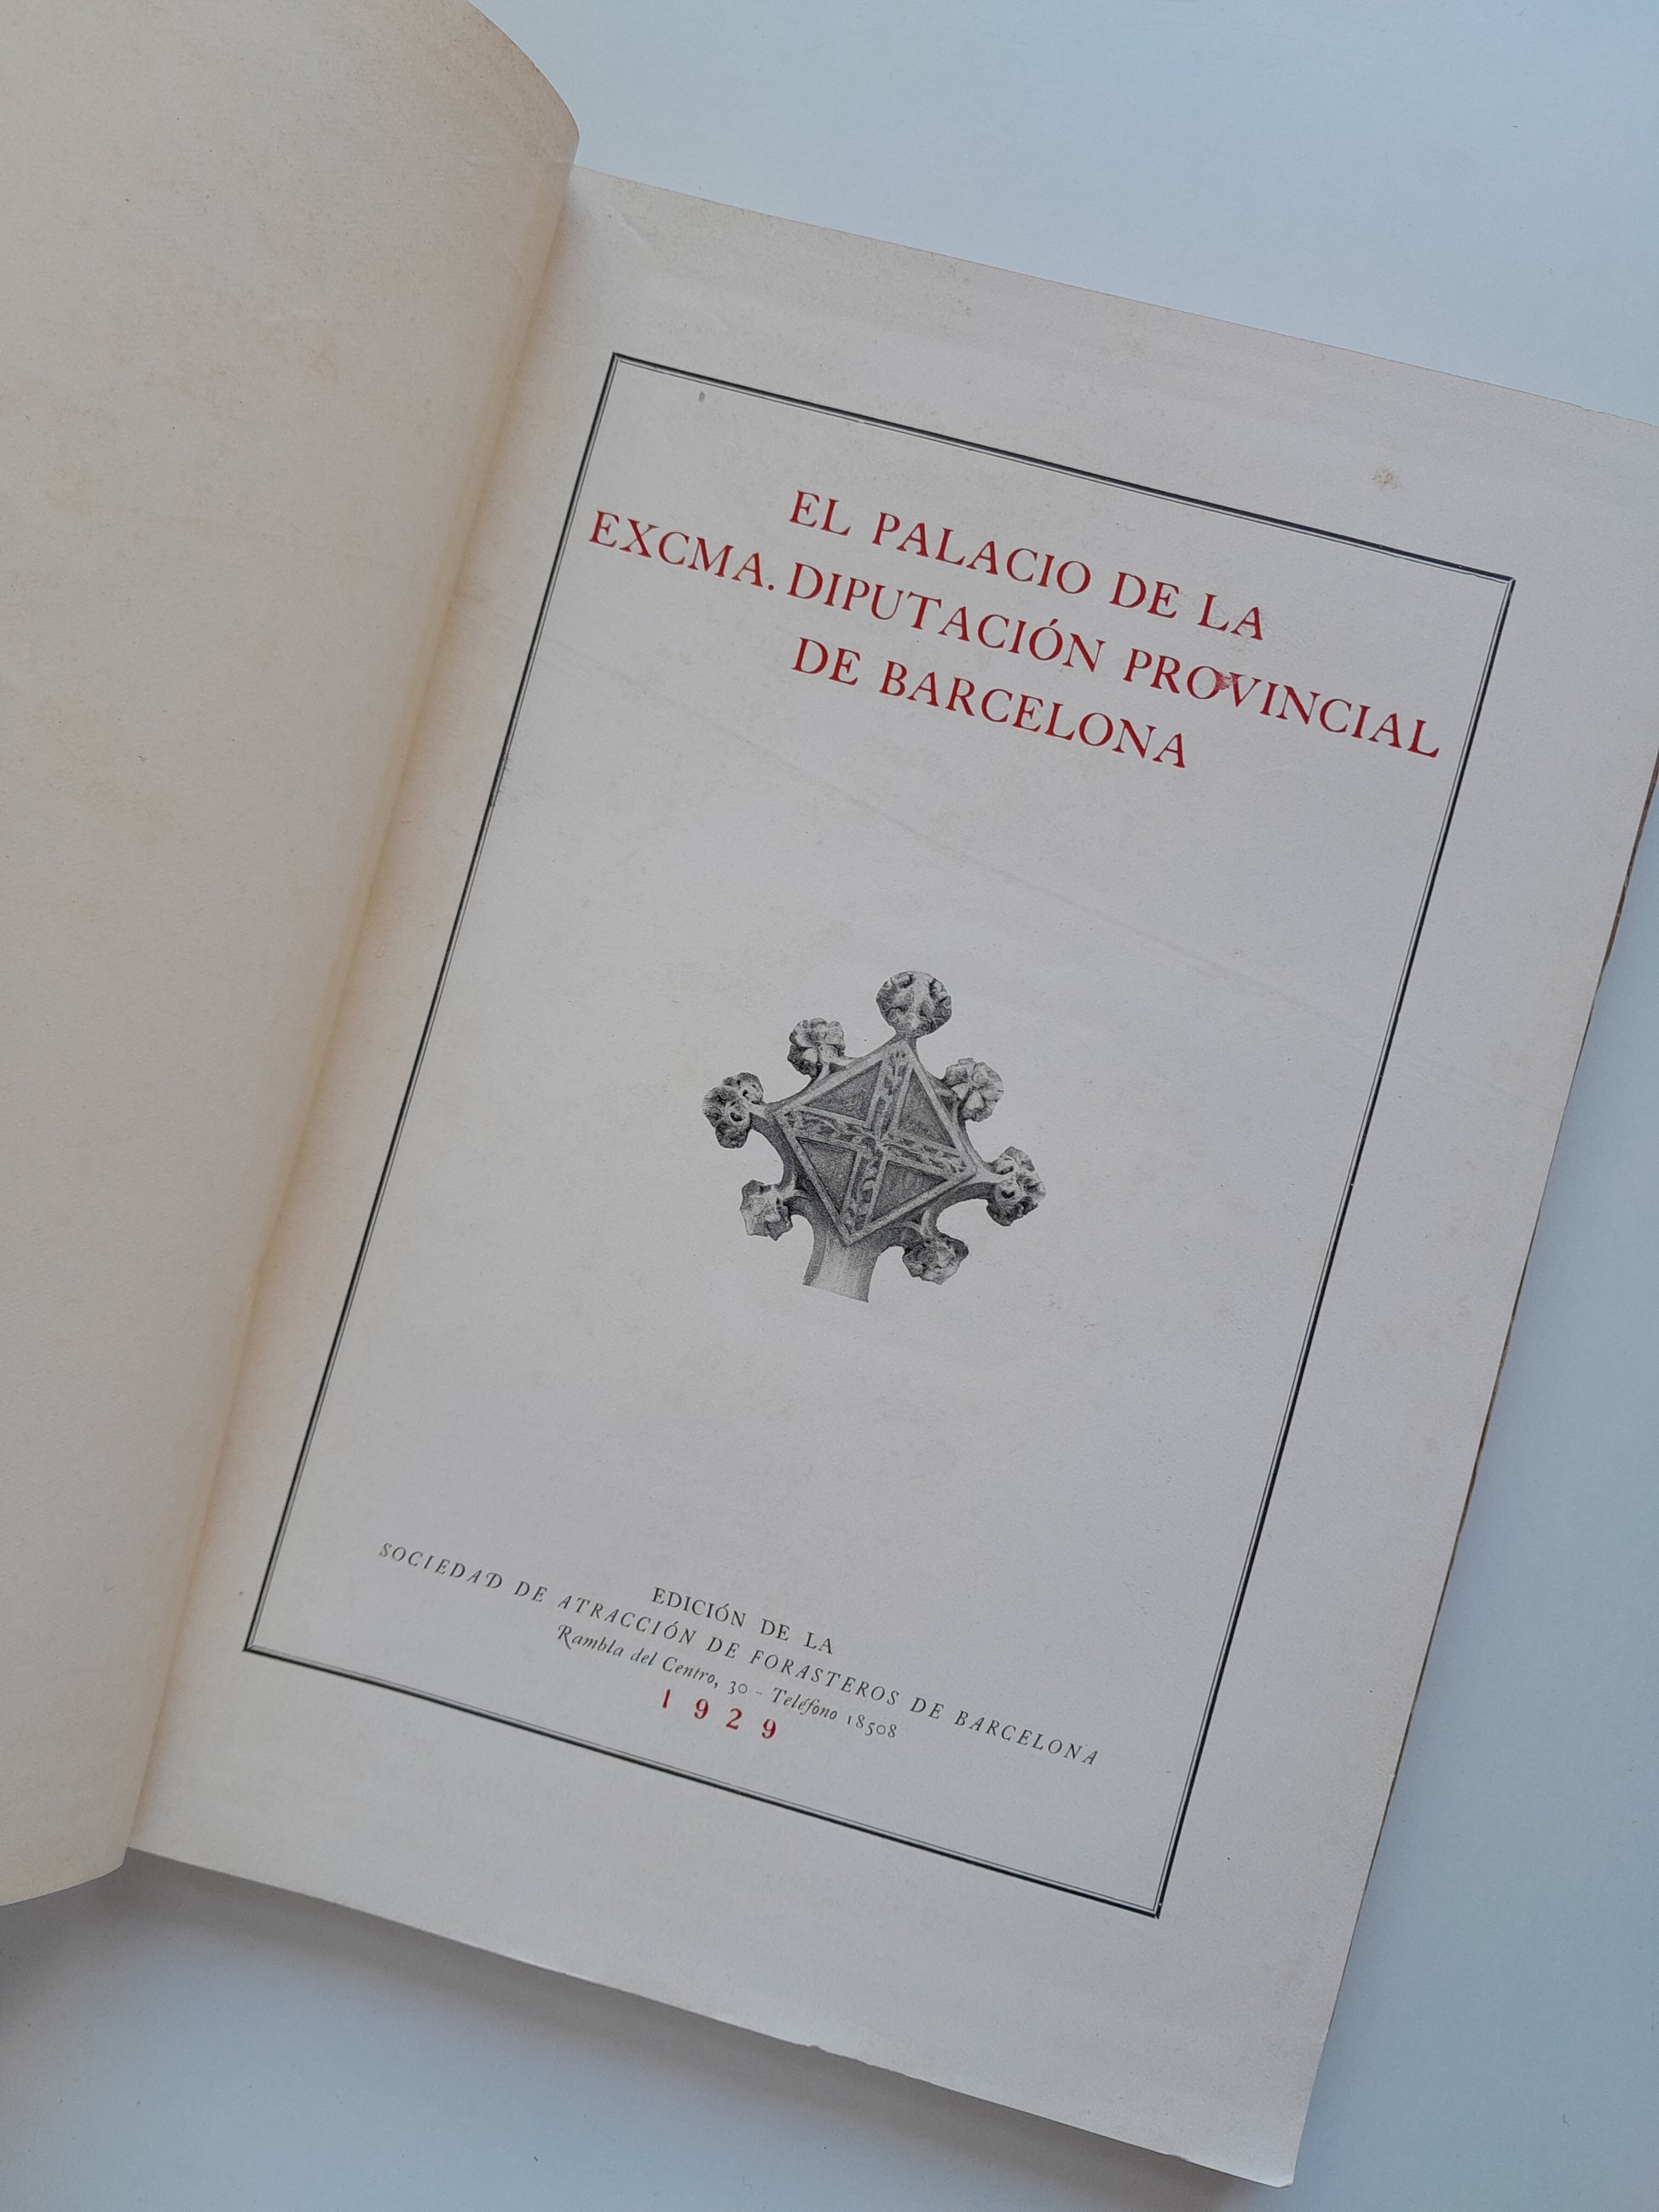 EL PALACIO DE LA
EXCMA. DIPUTACIÓN PROVINCIAL
DE BARCELONA
EDICIÓN DE LA
SOCIEDAD DE ATRACCIÓN DE FORASTEROS DE BARCELONA
Rambla del Centro, 30 - Teléfono 18508
1929